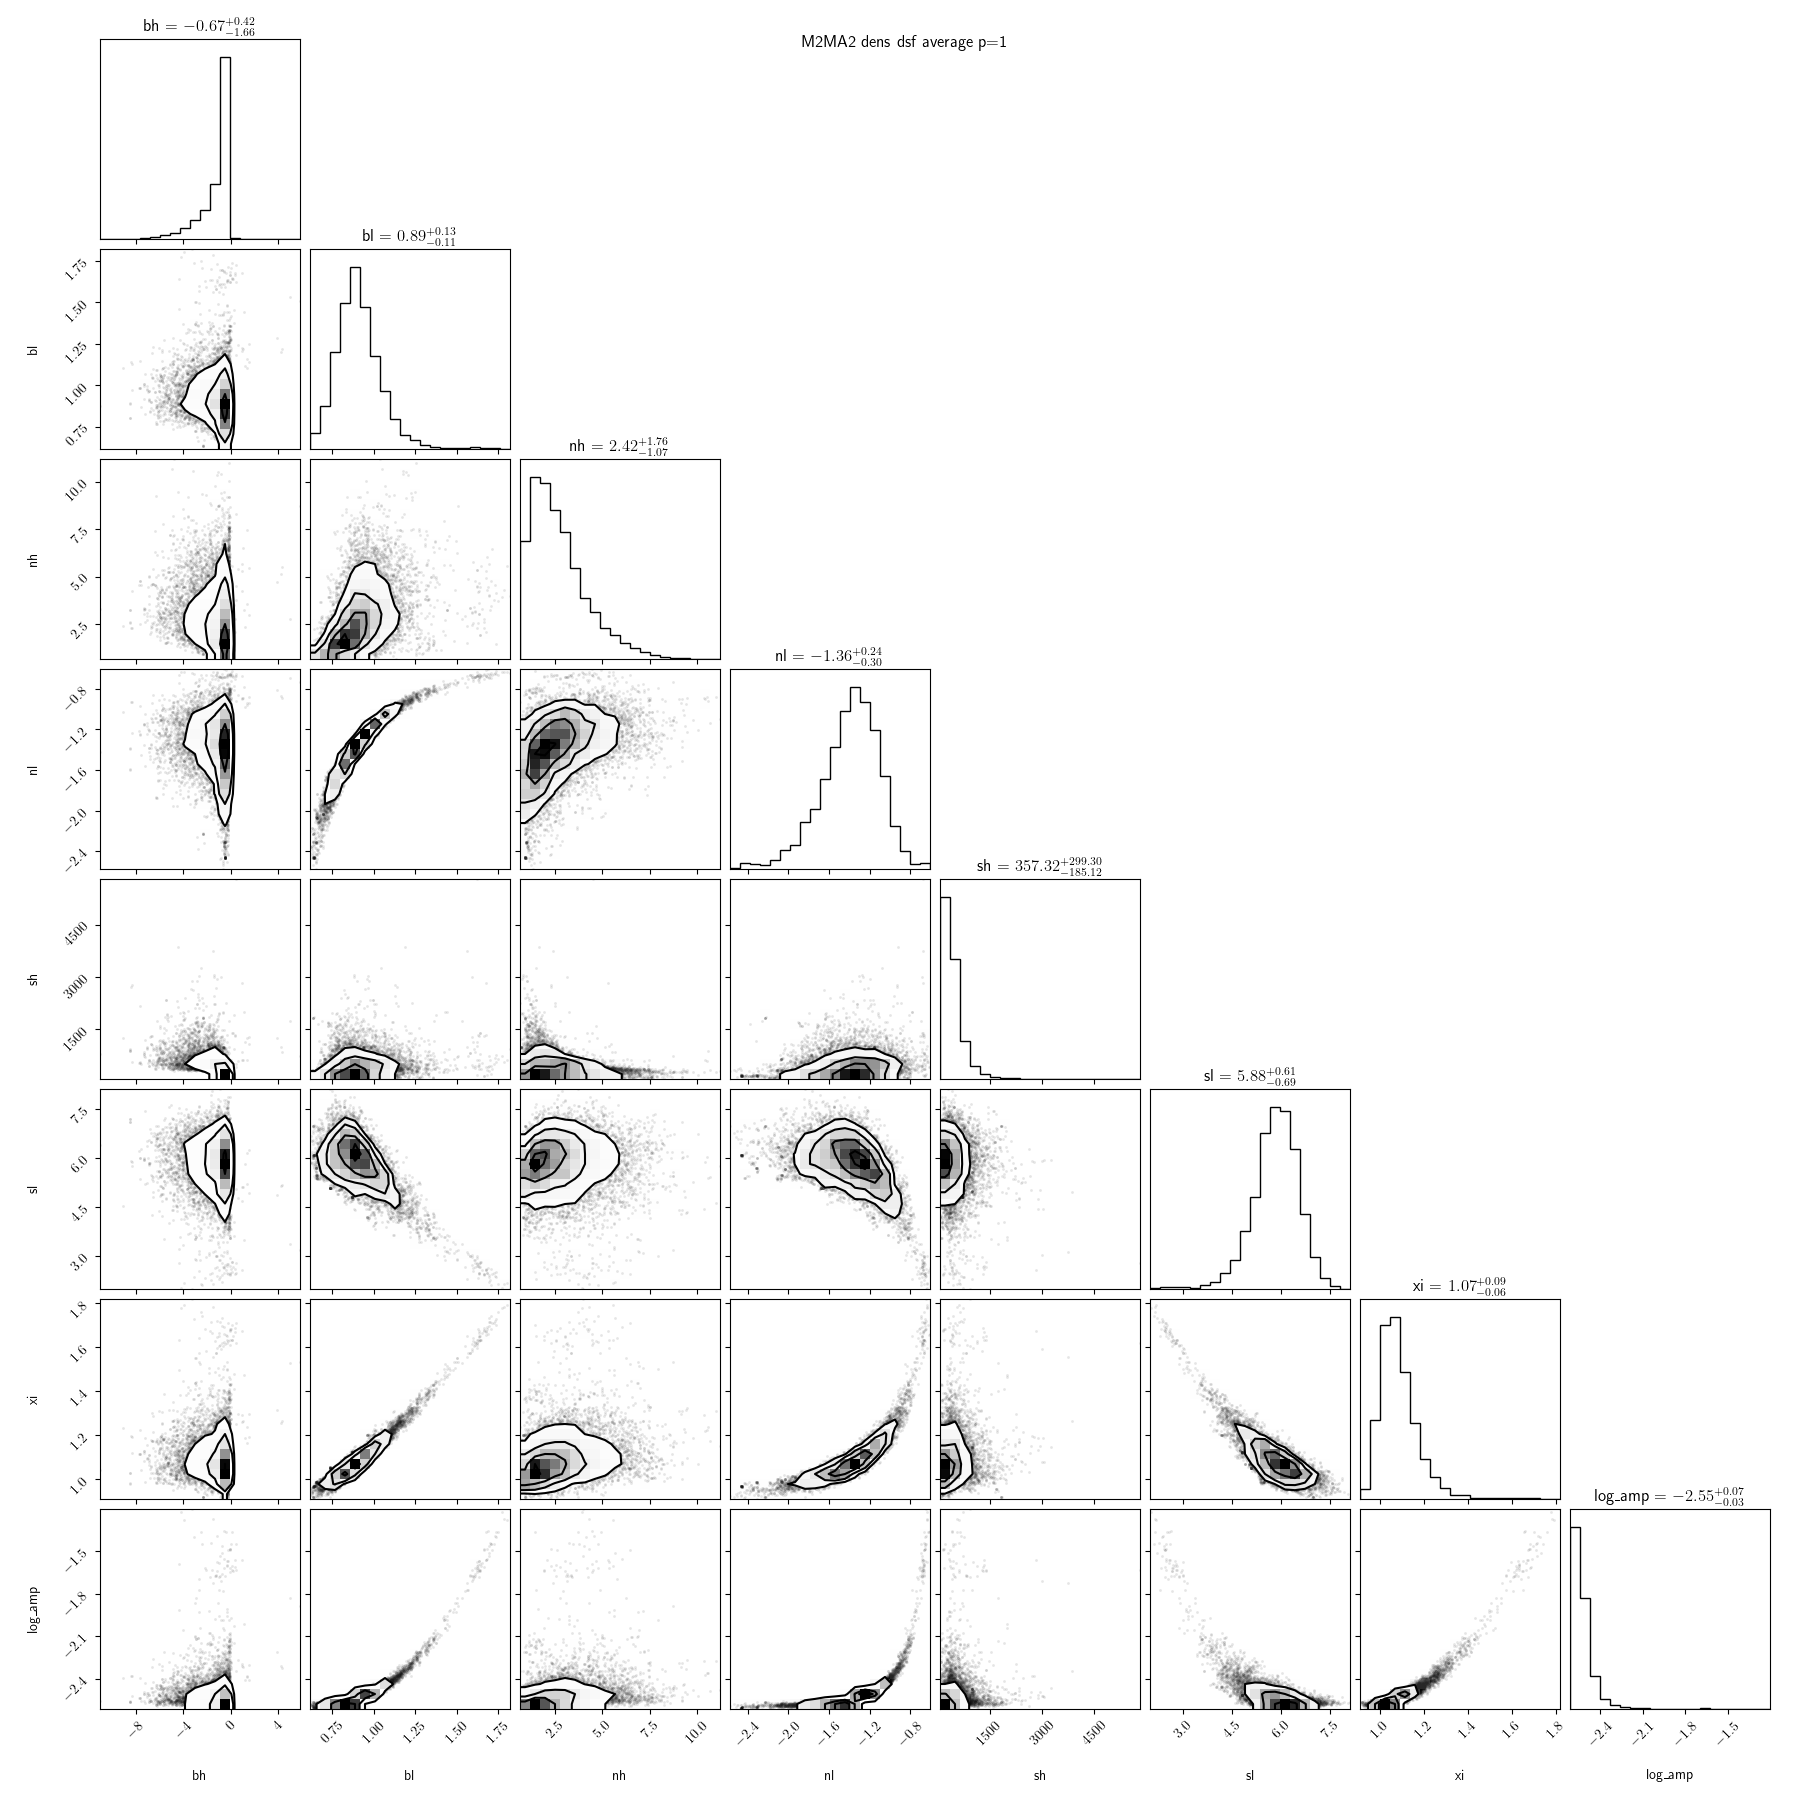 M2MA2 dens dsf average p=1
bh = −0.67 +0.42 −1.66
bl = 0.89 +0.13 −0.11
bl
1.75
1.50
1.25
1.00
0.75
nh = 2.42 +1.76 −1.07
nh
10.0
7.5
5.0
2.5
nl = −1.36 +0.24 −0.30
nl
−0.8
−1.2
−1.6
−2.0
−2.4
sh = 357.32 +299.30 −185.12
sh
4500
3000
1500
sl = 5.88 +0.61 −0.69
sl
7.5
6.0
4.5
3.0
xi = 1.07 +0.09 −0.06
xi
1.8
1.6
1.4
1.2
1.0
log_amp = −2.55 +0.07 −0.03
log_amp
−1.5
−1.8
−2.1
−2.4
−8 −4 0 4
0.75 1.00 1.25 1.50 1.75
2.5 5.0 7.5 10.0
−2.4 −2.0 −1.6 −1.2 −0.8
1500 3000 4500
3.0 4.5 6.0 7.5
1.0 1.2 1.4 1.6 1.8
−2.4 −2.1 −1.8 −1.5
bh bl nh nl sh sl xi log_amp